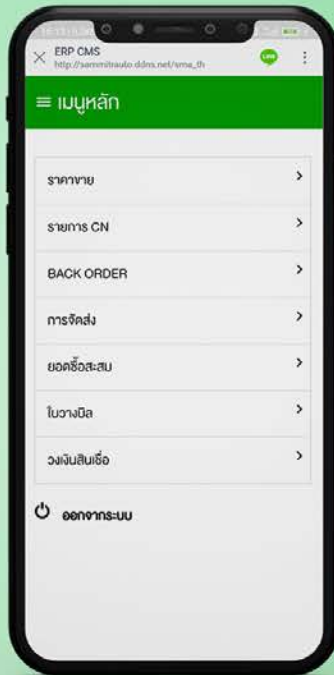 ERP CMS
http://sammitrauto.ddns.net/sma_th
LINE
เมนูหลัก
ราคาขาย
รายการ CN
BACK ORDER
การจัดส่ง
ยอดซื้อสะสม
ใบวางบิล
วงเงินสินเชื่อ
ออกจากระบบ